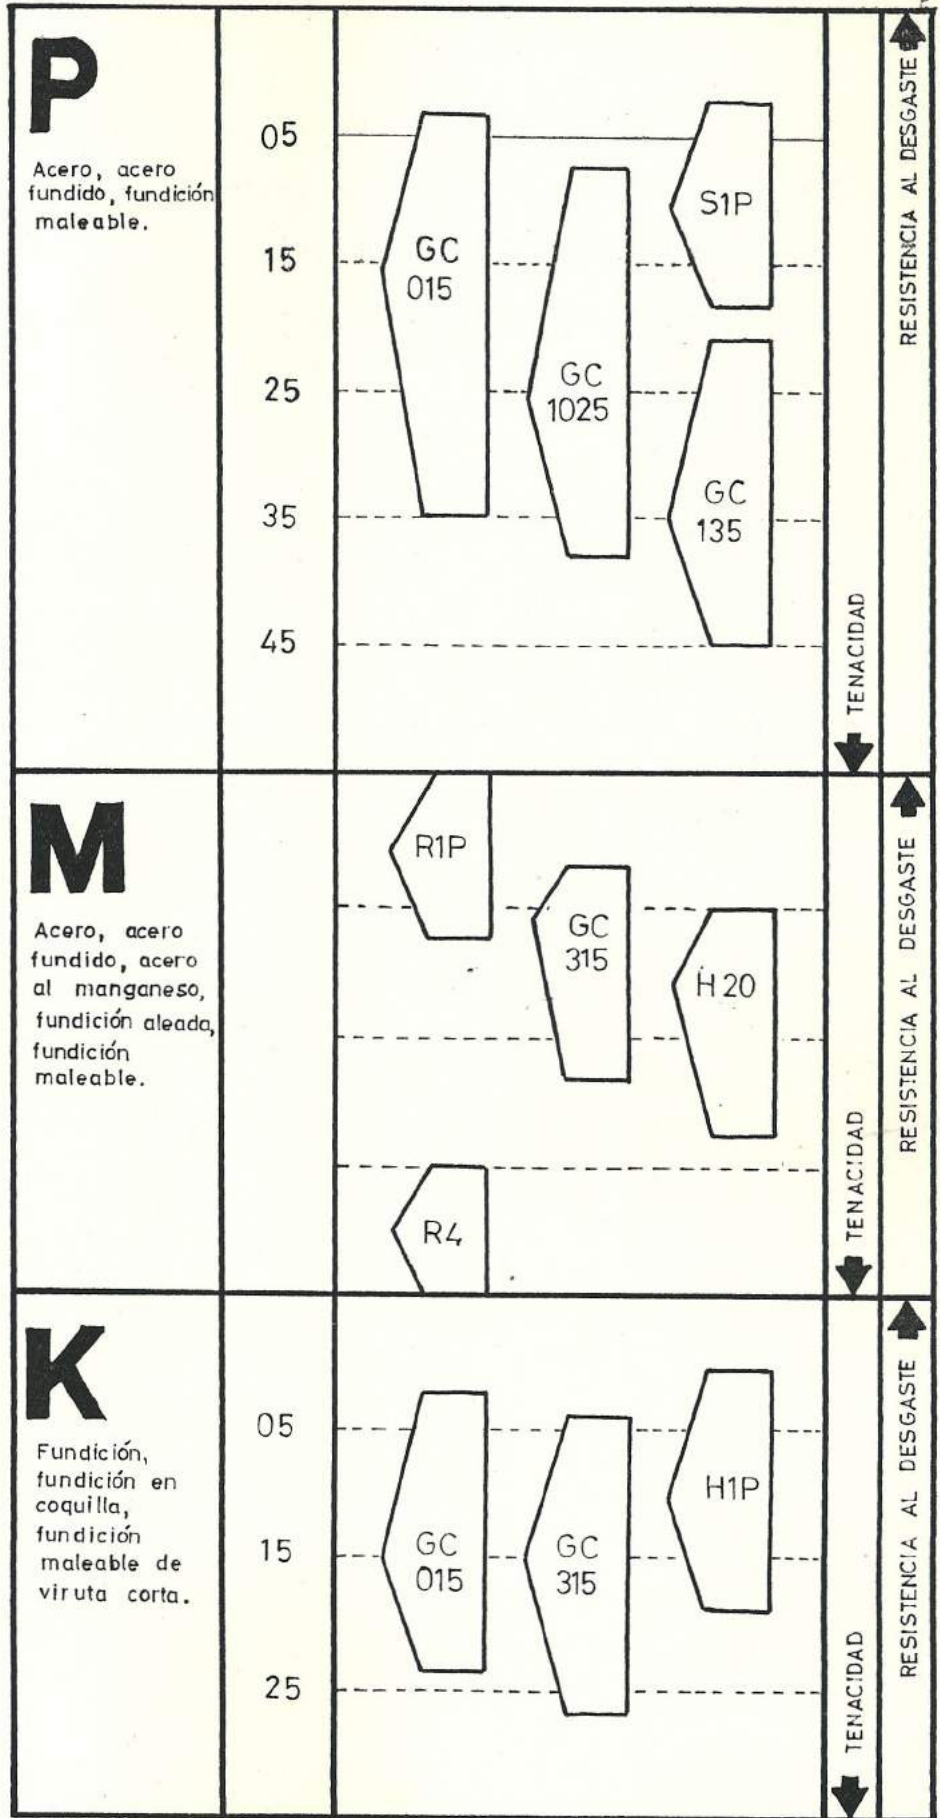 P
Acero, acero
fundido, fundición
maleable.
05
15
25
35
45
GC
015
GC
1025
S1P
GC
135
TENACIDAD
RESISTENCIA AL DESGASTE
M
Acero, acero
fundido, acero
al manganeso,
fundición aleada,
fundición
maleable.
R1P
GC
315
H20
R4
TENACIDAD
RESISTENCIA AL DESGASTE
K
Fundición,
fundición en
coquilla,
fundición
maleable de
viruta corta.
05
15
25
GC
015
GC
315
H1P
TENACIDAD
RESISTENCIA AL DESGASTE